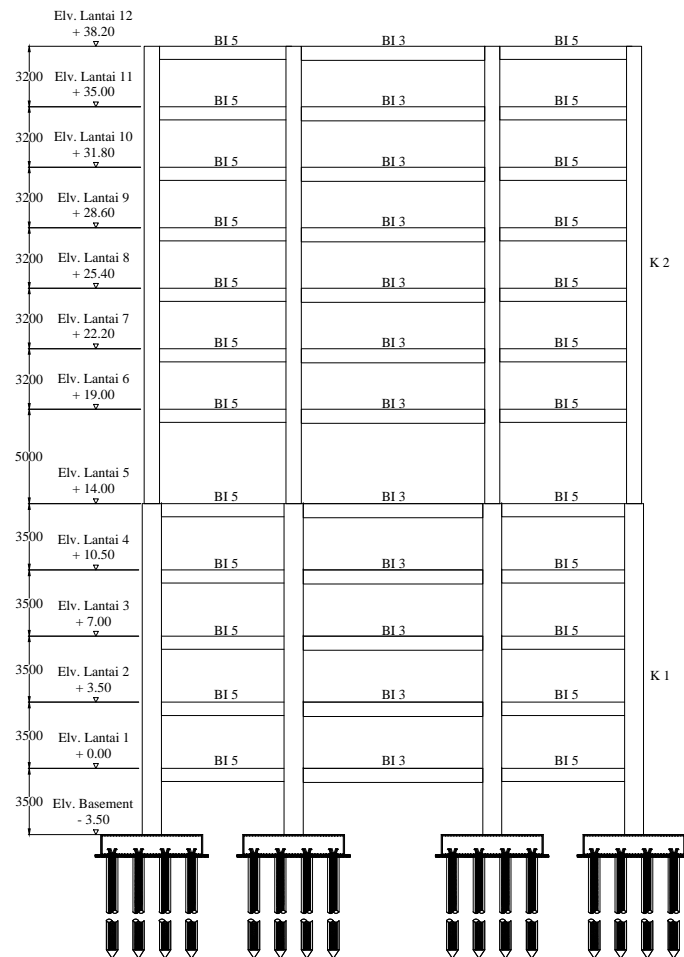 Elv. Lantai 12
+ 38.20
BI 5 BI 3 BI 5
3200
Elv. Lantai 11
+ 35.00
BI 5 BI 3 BI 5
3200
Elv. Lantai 10
+ 31.80
BI 5 BI 3 BI 5
3200
Elv. Lantai 9
+ 28.60
BI 5 BI 3 BI 5
3200
Elv. Lantai 8
+ 25.40
BI 5 BI 3 BI 5
K 2
3200
Elv. Lantai 7
+ 22.20
BI 5 BI 3 BI 5
3200
Elv. Lantai 6
+ 19.00
BI 5 BI 3 BI 5
5000
Elv. Lantai 5
+ 14.00
BI 5 BI 3 BI 5
3500
Elv. Lantai 4
+ 10.50
BI 5 BI 3 BI 5
3500
Elv. Lantai 3
+ 7.00
BI 5 BI 3 BI 5
3500
Elv. Lantai 2
+ 3.50
BI 5 BI 3 BI 5
K 1
3500
Elv. Lantai 1
+ 0.00
BI 5 BI 3 BI 5
3500
Elv. Basement
- 3.50